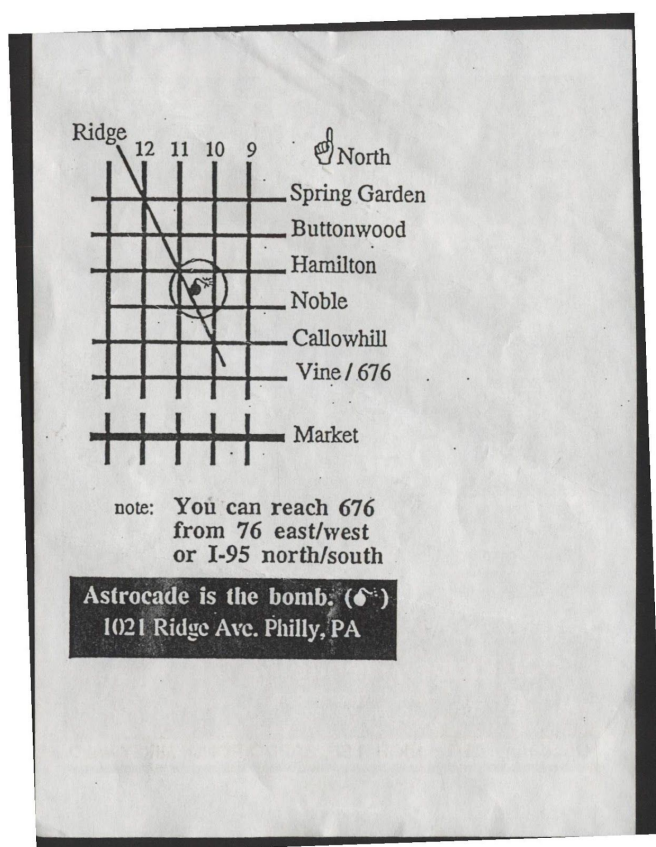 Ridge
12 11 10 9
North
Spring Garden
Buttonwood
Hamilton
Noble
Callowhill
Vine / 676
Market
note: You can reach 676
from 76 east/west
or I-95 north/south
Astrocade is the bomb. ( )
1021 Ridge Ave. Philly, PA